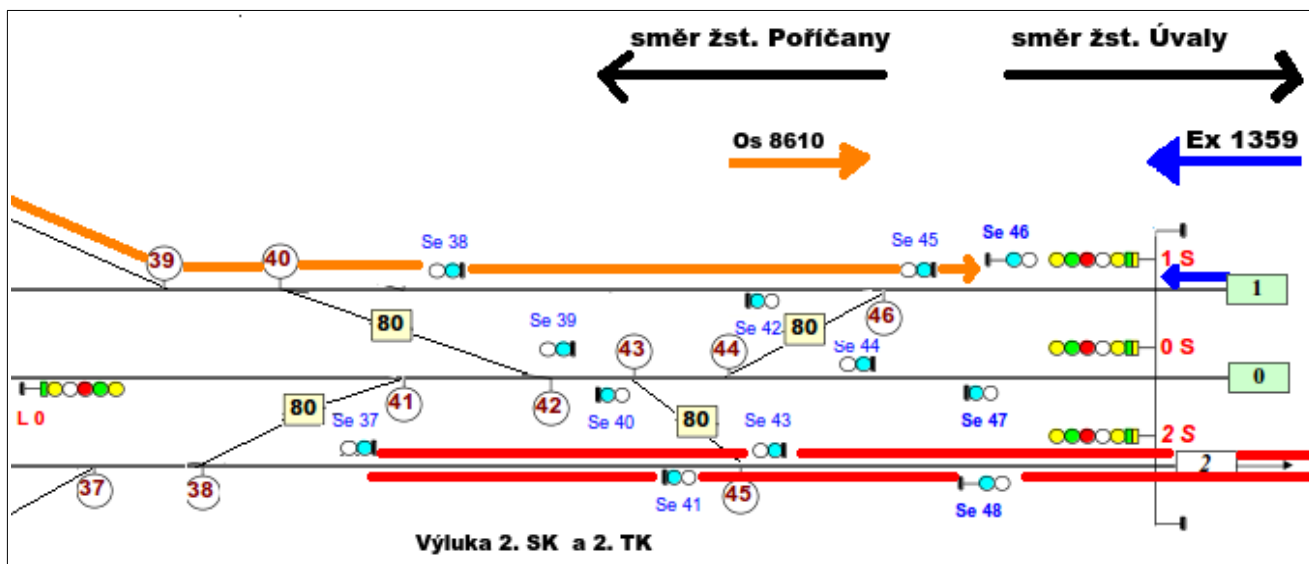 směr žst. Poříčany
směr žst. Úvaly
Os 8610
Ex 1359
39
40
Se 38
Se 45
Se 46
1 S
1
80
Se 39
43
44
Se 42
80
46
Se 44
0 S
0
L 0
80
41
42
Se 40
80
Se 47
Se 37
Se 43
2 S
2
37
38
Se 41
45
Se 48
Výluka 2. SK a 2. TK